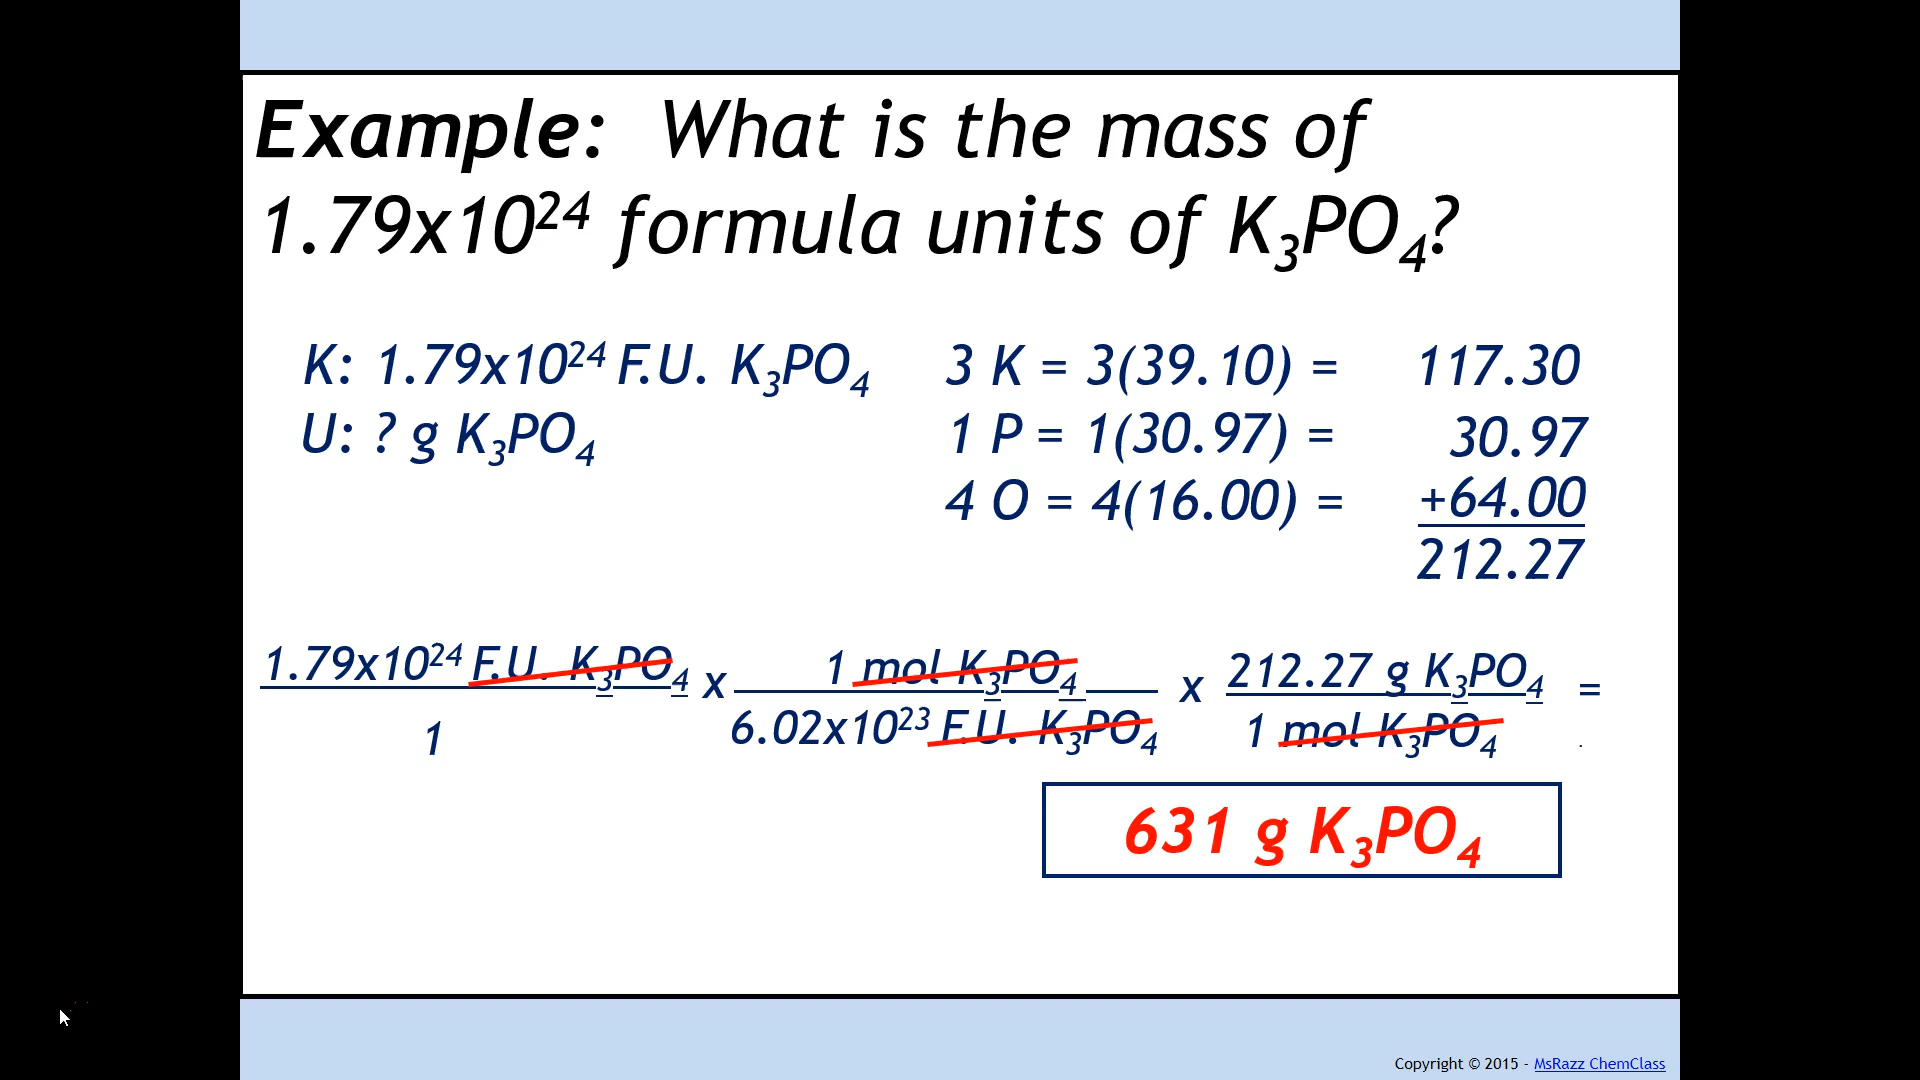 Example: What is the mass of
1.79x10²⁴ formula units of K₃PO₄?
K: 1.79x10²⁴ F.U. K₃PO₄
U: ? g K₃PO₄
3 K = 3(39.10) = 117.30
1 P = 1(30.97) = 30.97
4 O = 4(16.00) = +64.00
212.27
1.79x10²⁴ F.U. K₃PO₄ x 1 mol K₃PO₄ x 212.27 g K₃PO₄ =
1 6.02x10²³ F.U. K₃PO₄ 1 mol K₃PO₄ .
631 g K₃PO₄
Copyright © 2015 - MsRazz ChemClass